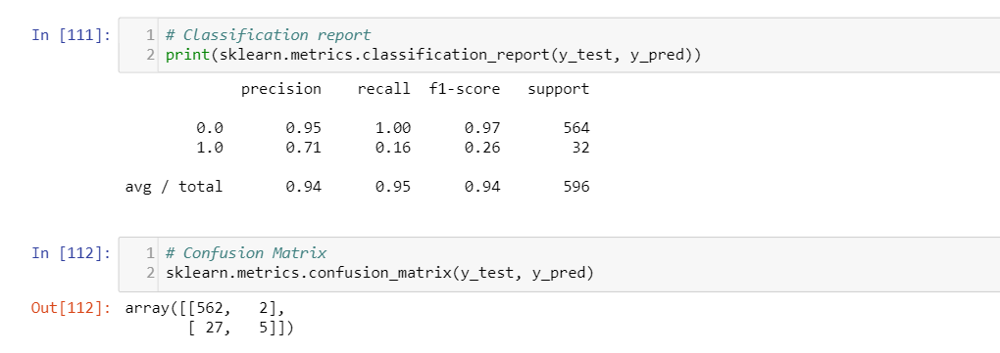 In [111]: 1 # Classification report
2 print(sklearn.metrics.classification_report(y_test, y_pred))
precision recall f1-score support
0.0 0.95 1.00 0.97 564
1.0 0.71 0.16 0.26 32
avg / total 0.94 0.95 0.94 596
In [112]: 1 # Confusion Matrix
2 sklearn.metrics.confusion_matrix(y_test, y_pred)
Out[112]: array([[562, 2],
[ 27, 5]])